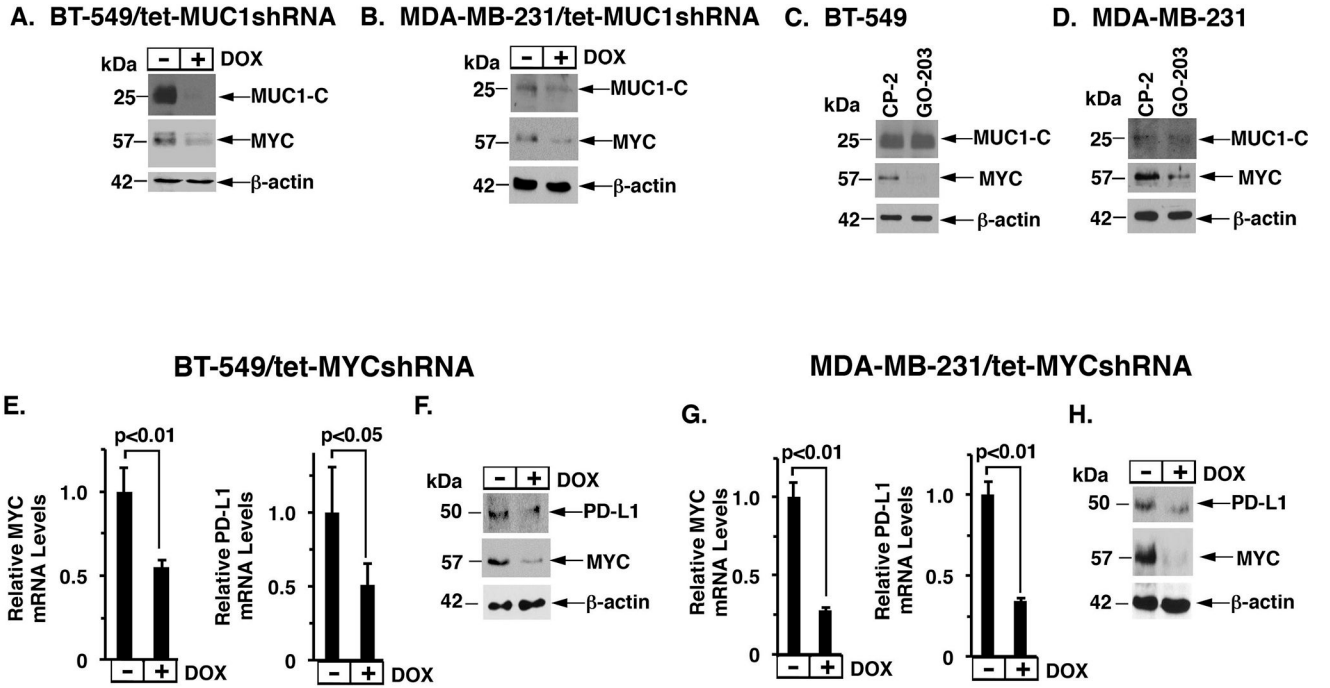 A. BT-549/tet-MUC1shRNA
kDa
- + DOX
25 MUC1-C
57 MYC
42 β-actin
B. MDA-MB-231/tet-MUC1shRNA
kDa
- + DOX
25 MUC1-C
57 MYC
42 β-actin
C. BT-549
kDa
CP-2
GO-203
25 MUC1-C
57 MYC
42 β-actin
D. MDA-MB-231
kDa
CP-2
GO-203
25 MUC1-C
57 MYC
42 β-actin
BT-549/tet-MYCshRNA
E.
Relative MYC
mRNA Levels
p<0.01
1.0
0.5
0
- + DOX
Relative PD-L1
mRNA Levels
p<0.05
1.0
0.5
0
- + DOX
F.
kDa
- + DOX
50 PD-L1
57 MYC
42 β-actin
MDA-MB-231/tet-MYCshRNA
G.
Relative MYC
mRNA Levels
p<0.01
1.0
0.5
0
- + DOX
Relative PD-L1
mRNA Levels
p<0.01
1.0
0.5
0
- + DOX
H.
kDa
- + DOX
50 PD-L1
57 MYC
42 β-actin